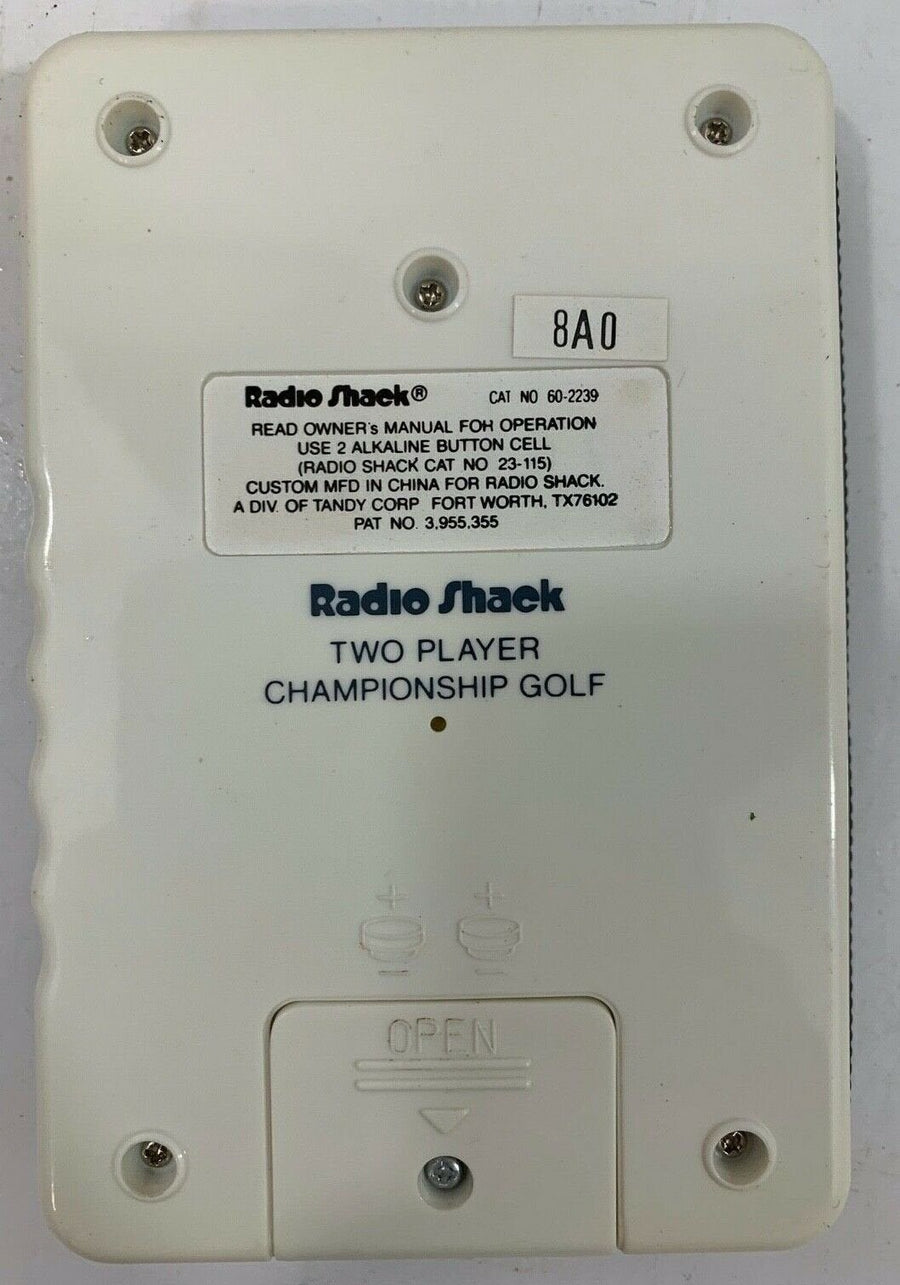 8A0
Radio Shack® CAT NO 60-2239
READ OWNER's MANUAL FOR OPERATION
USE 2 ALKALINE BUTTON CELL
(RADIO SHACK CAT NO 23-115)
CUSTOM MFD IN CHINA FOR RADIO SHACK.
A DIV. OF TANDY CORP FORT WORTH, TX76102
PAT NO. 3,955,355
Radio Shack
TWO PLAYER
CHAMPIONSHIP GOLF
+ +
- -
OPEN